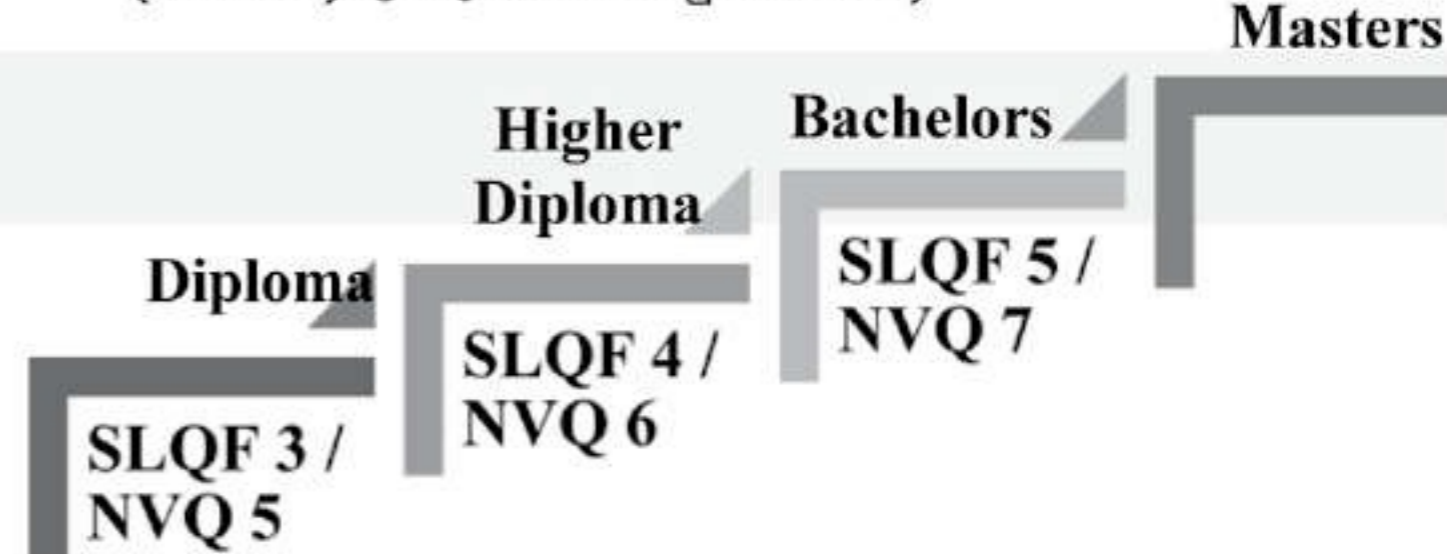 Masters
Bachelors
Higher
Diploma
Diploma
SLQF 5 /
NVQ 7
SLQF 4 /
NVQ 6
SLQF 3 /
NVQ 5